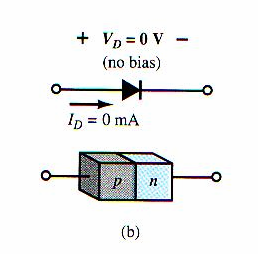 + V_D = 0 V −
(no bias)
I_D = 0 mA
p n
(b)